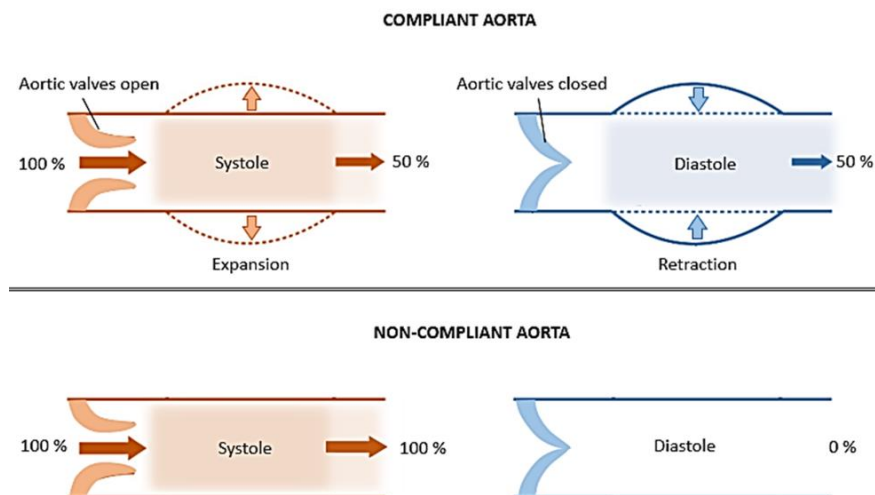 COMPLIANT AORTA
Aortic valves open
Aortic valves closed
100 %
Systole
50 %
Diastole
50 %
Expansion
Retraction
NON-COMPLIANT AORTA
100 %
Systole
100 %
Diastole
0 %